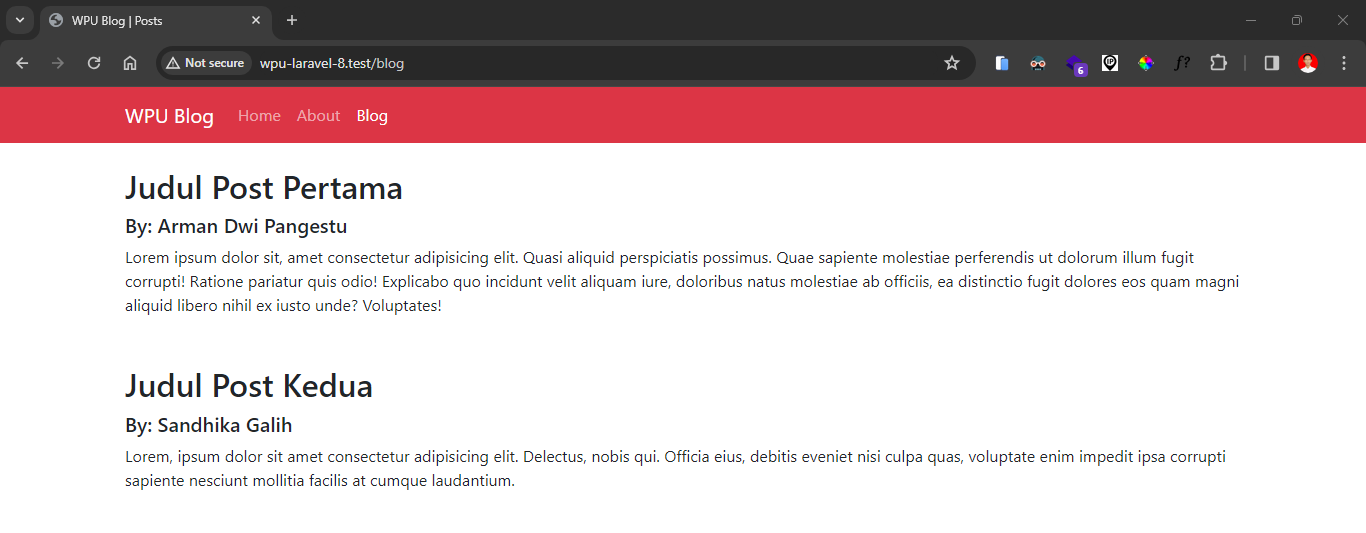 WPU Blog | Posts
Not secure wpu-laravel-8.test/blog
6 IP f?
WPU Blog Home About Blog
Judul Post Pertama
By: Arman Dwi Pangestu
Lorem ipsum dolor sit, amet consectetur adipisicing elit. Quasi aliquid perspiciatis possimus. Quae sapiente molestiae perferendis ut dolorum illum fugit
corrupti! Ratione pariatur quis odio! Explicabo quo incidunt velit aliquam iure, doloribus natus molestiae ab officiis, ea distinctio fugit dolores eos quam magni
aliquid libero nihil ex iusto unde? Voluptates!
Judul Post Kedua
By: Sandhika Galih
Lorem, ipsum dolor sit amet consectetur adipisicing elit. Delectus, nobis qui. Officia eius, debitis eveniet nisi culpa quas, voluptate enim impedit ipsa corrupti
sapiente nesciunt mollitia facilis at cumque laudantium.